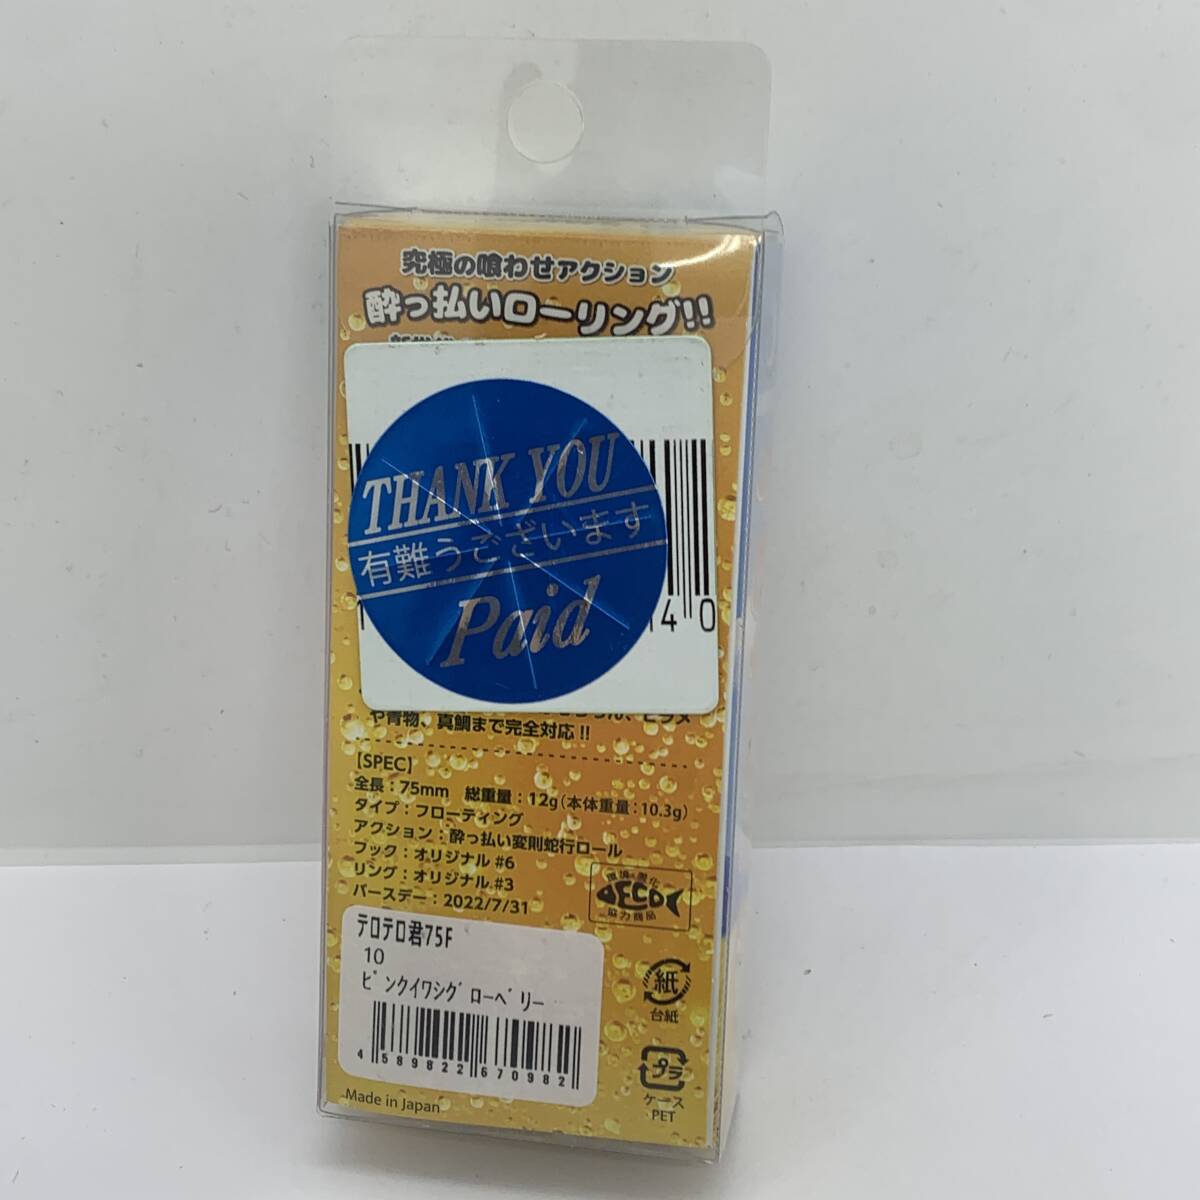 究極の喰わせアクション
酔っ払いローリング!!
THANK YOU
有難うございます
Paid
1
140
や青物、真鯛まで完全対応!!
【SPEC】
全長：75mm 総重量：12g（本体重量：10.3g）
タイプ：フローティング
アクション：酔っ払い変則蛇行ロール
フック：オリジナル #6
リング：オリジナル #3
バースデー：2022/7/31
ECO
協力商品
テロテロ君75F
10
ﾋﾟﾝｸｲﾜｼｸﾞﾛｰﾍﾞﾘｰ
4589822670982
紙
台紙
プラ
ケース
PET
Made in Japan